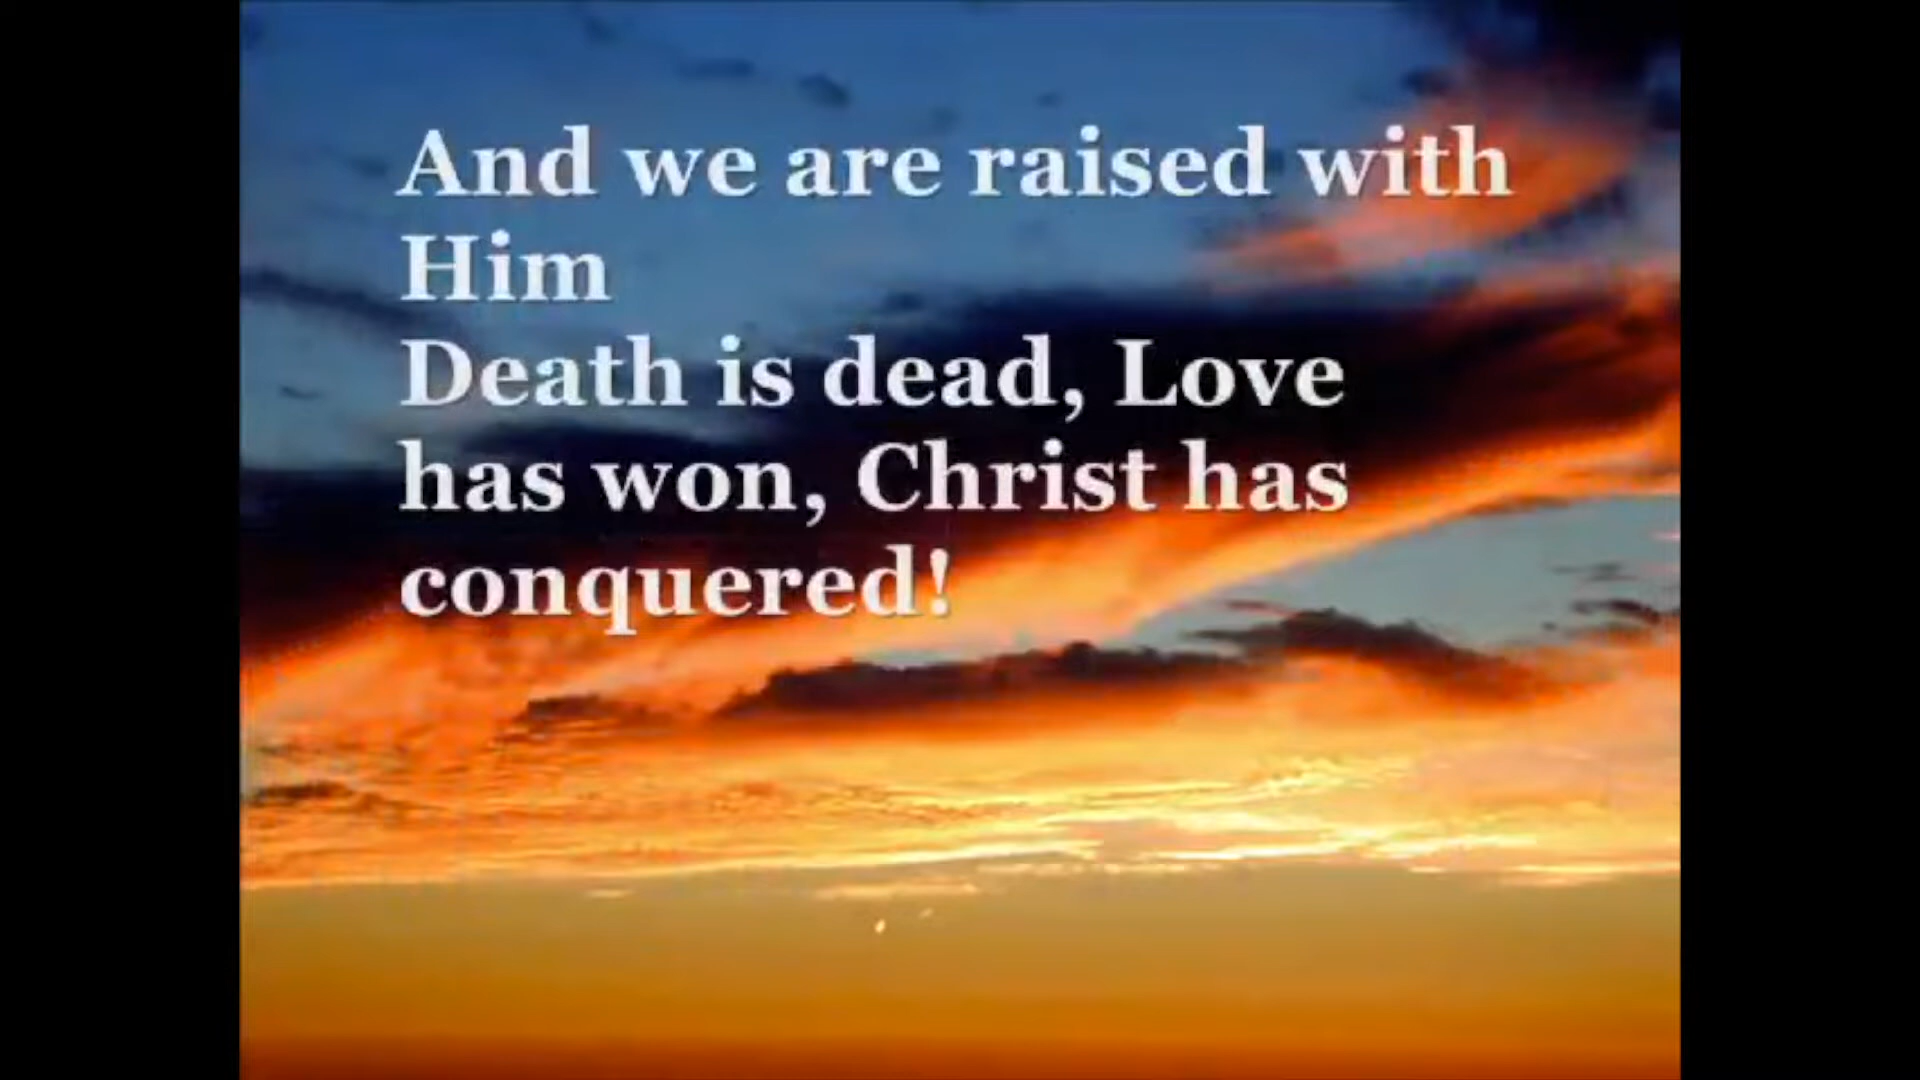 And we are raised with
Him
Death is dead, Love
has won, Christ has
conquered!